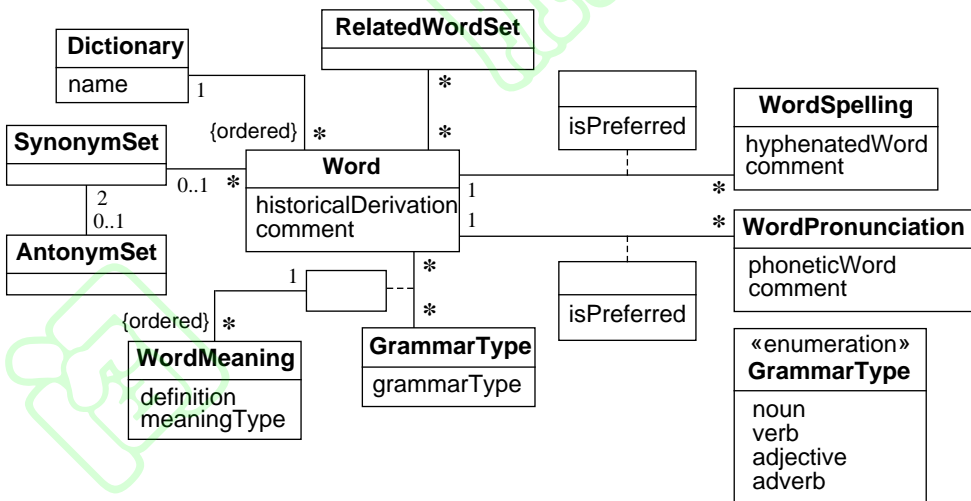 RelatedWordSet
*
Dictionary
name
1
{ordered}
*
*
isPreferred
WordSpelling
hyphenatedWord
comment
1
*
SynonymSet
0..1
*
2
0..1
AntonymSet
Word
historicalDerivation
comment
1
*
WordPronunciation
phoneticWord
comment
isPreferred
1
{ordered}
*
WordMeaning
definition
meaningType
*
*
GrammarType
grammarType
«enumeration»
GrammarType
noun
verb
adjective
adverb